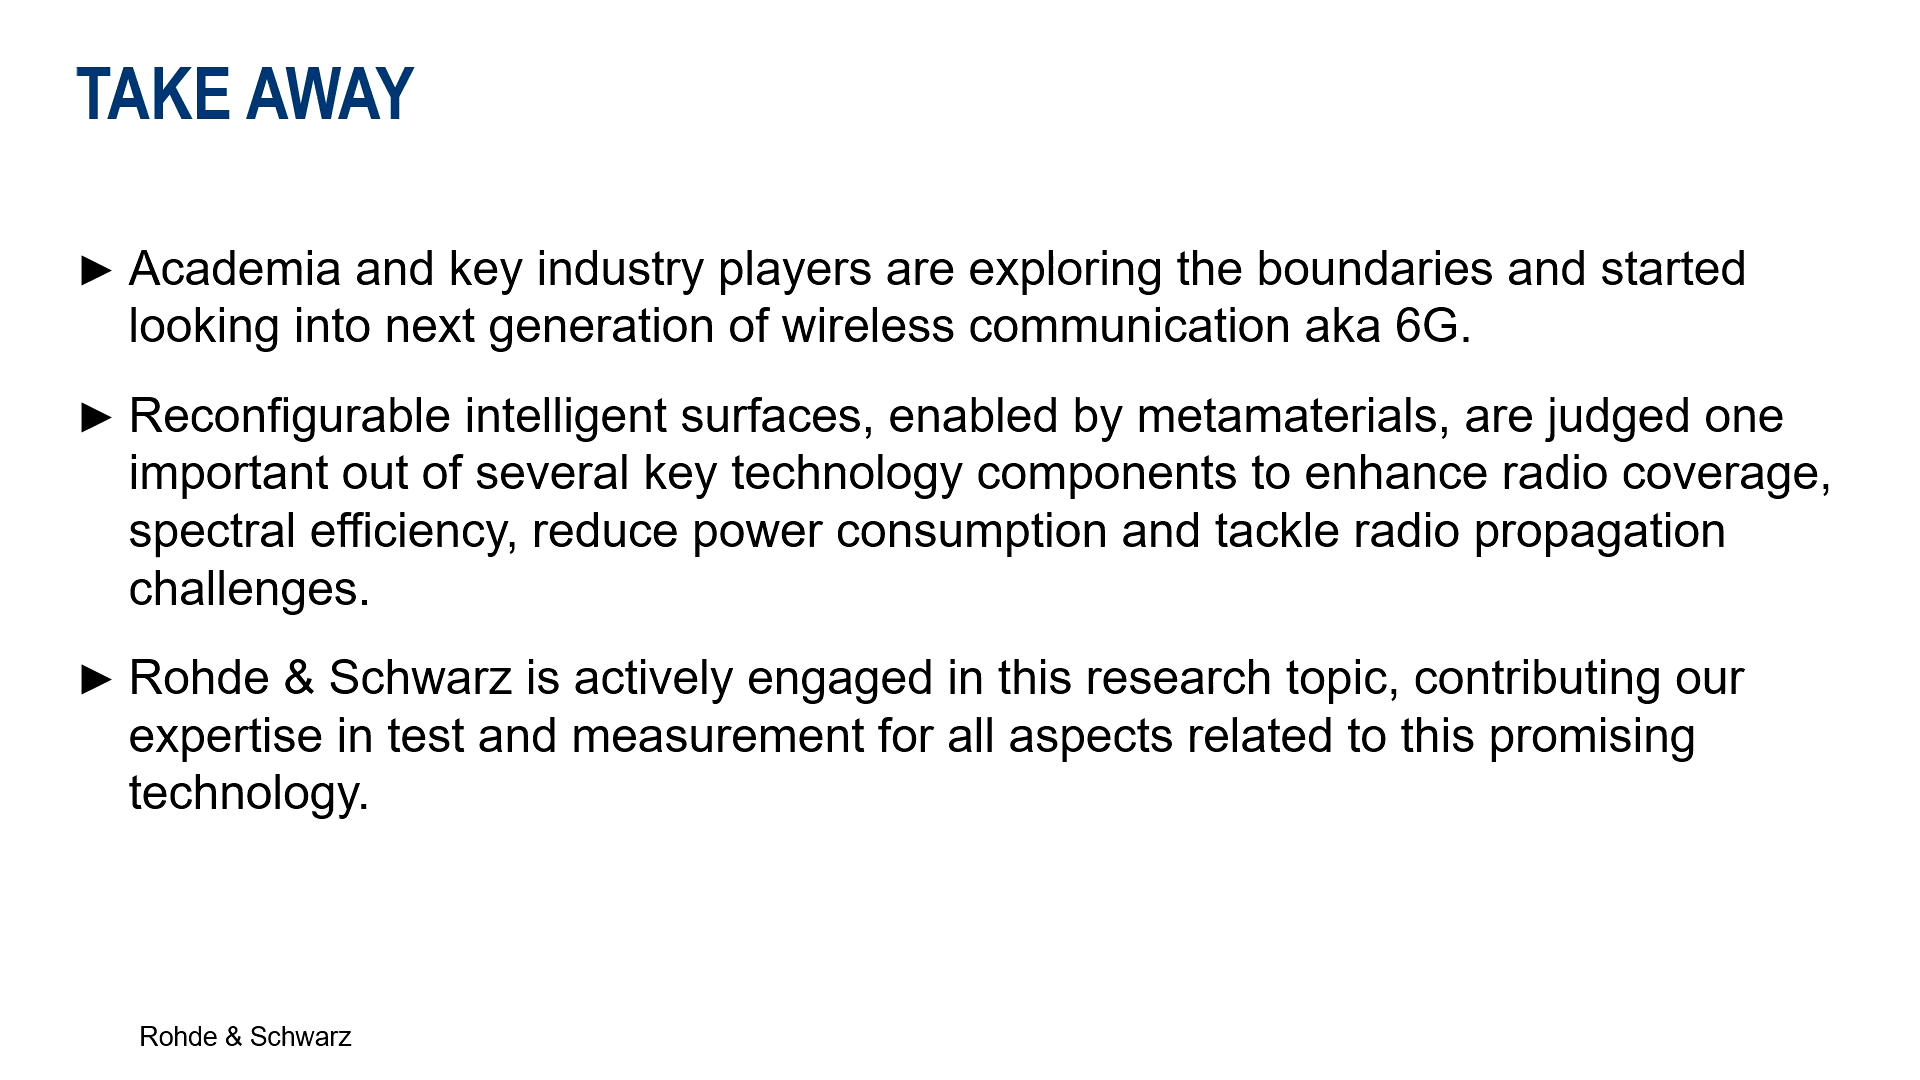 TAKE AWAY
► Academia and key industry players are exploring the boundaries and started
looking into next generation of wireless communication aka 6G.
► Reconfigurable intelligent surfaces, enabled by metamaterials, are judged one
important out of several key technology components to enhance radio coverage,
spectral efficiency, reduce power consumption and tackle radio propagation
challenges.
► Rohde & Schwarz is actively engaged in this research topic, contributing our
expertise in test and measurement for all aspects related to this promising
technology.
Rohde & Schwarz